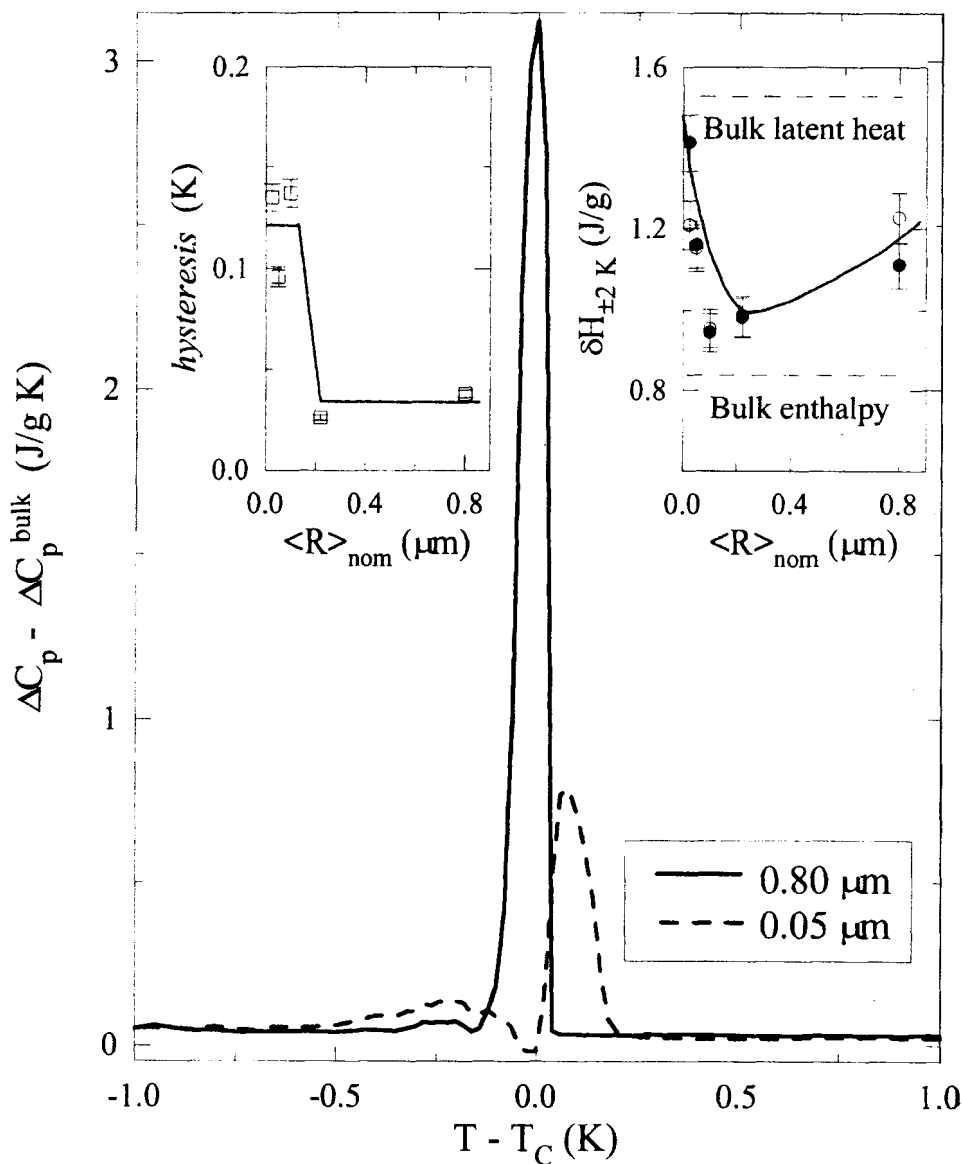 3
2
1
0
ΔC_p - ΔC_p^bulk (J/g K)
-1.0
-0.5
0.0
0.5
1.0
T - T_C (K)
0.2
0.1
0.0
hysteresis (K)
0.0
0.4
0.8
<R>_nom (μm)
1.6
1.2
0.8
δH_±2 K (J/g)
Bulk latent heat
Bulk enthalpy
0.0
0.4
0.8
<R>_nom (μm)
0.80 μm
0.05 μm